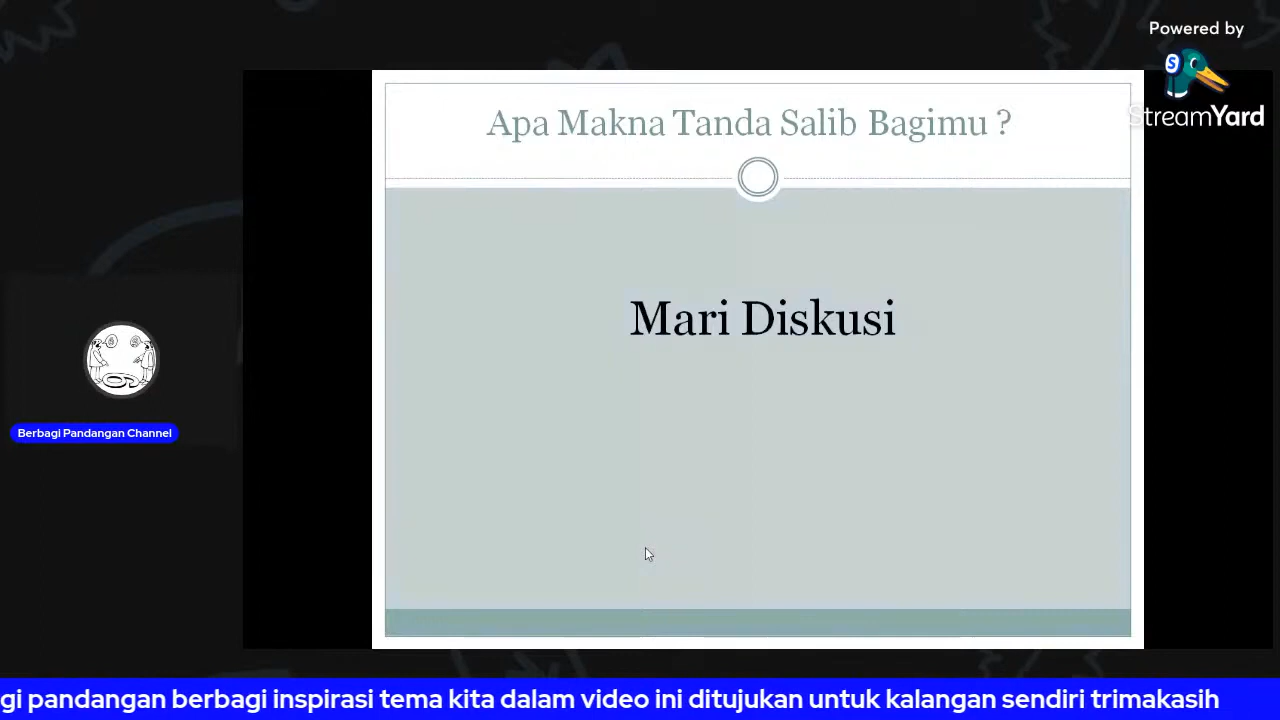 Powered by
StreamYard
Apa Makna Tanda Salib Bagimu ?
Mari Diskusi
Berbagi Pandangan Channel
gi pandangan berbagi inspirasi tema kita dalam video ini ditujukan untuk kalangan sendiri trimakasih